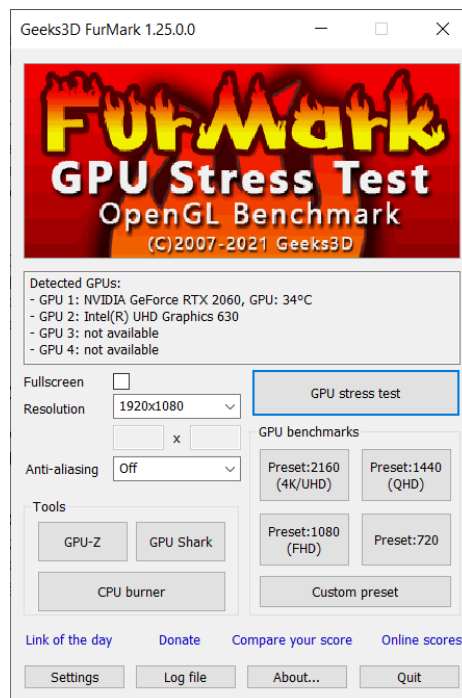 Geeks3D FurMark 1.25.0.0
FurMark
GPU Stress Test
OpenGL Benchmark
(C)2007-2021 Geeks3D
Detected GPUs:
- GPU 1: NVIDIA GeForce RTX 2060, GPU: 34ºC
- GPU 2: Intel(R) UHD Graphics 630
- GPU 3: not available
- GPU 4: not available
Fullscreen
Resolution
1920x1080
x
Anti-aliasing
Off
GPU stress test
GPU benchmarks
Preset:2160
(4K/UHD)
Preset:1440
(QHD)
Preset:1080
(FHD)
Preset:720
Custom preset
Tools
GPU-Z
GPU Shark
CPU burner
Link of the day
Donate
Compare your score
Online scores
Settings
Log file
About...
Quit